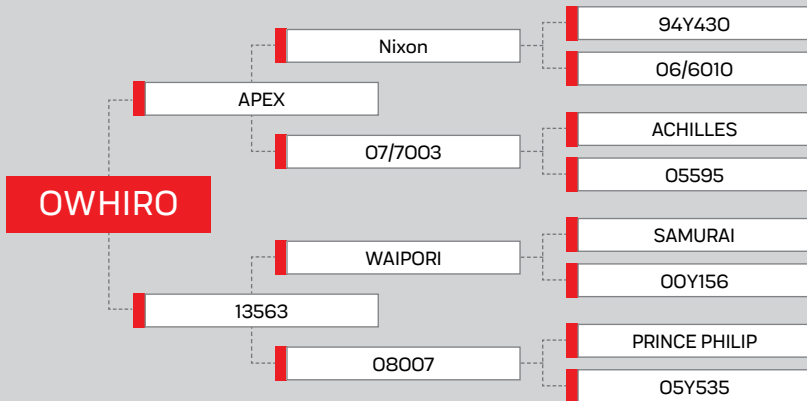 94Y430
Nixon
06/6010
APEX
ACHILLES
07/7003
05595
OWHIRO
SAMURAI
WAIPORI
00Y156
13563
PRINCE PHILIP
08007
05Y535